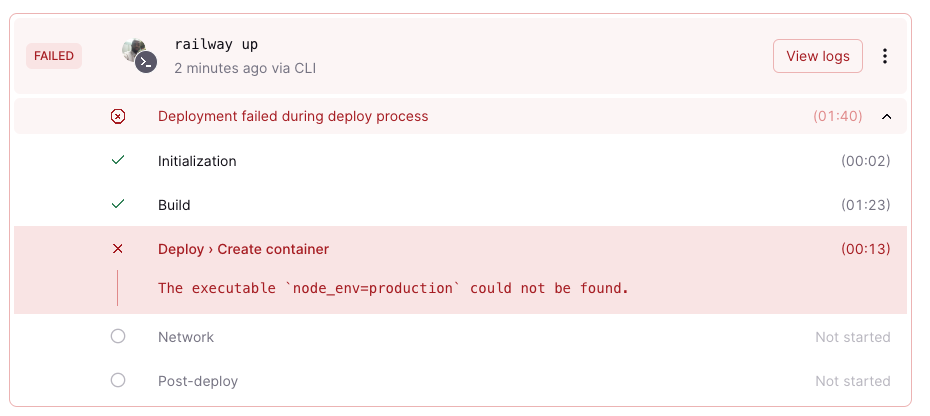 FAILED
railway up
2 minutes ago via CLI
View logs
Deployment failed during deploy process (01:40)
Initialization (00:02)
Build (01:23)
Deploy › Create container (00:13)
The executable `node_env=production` could not be found.
Network Not started
Post-deploy Not started